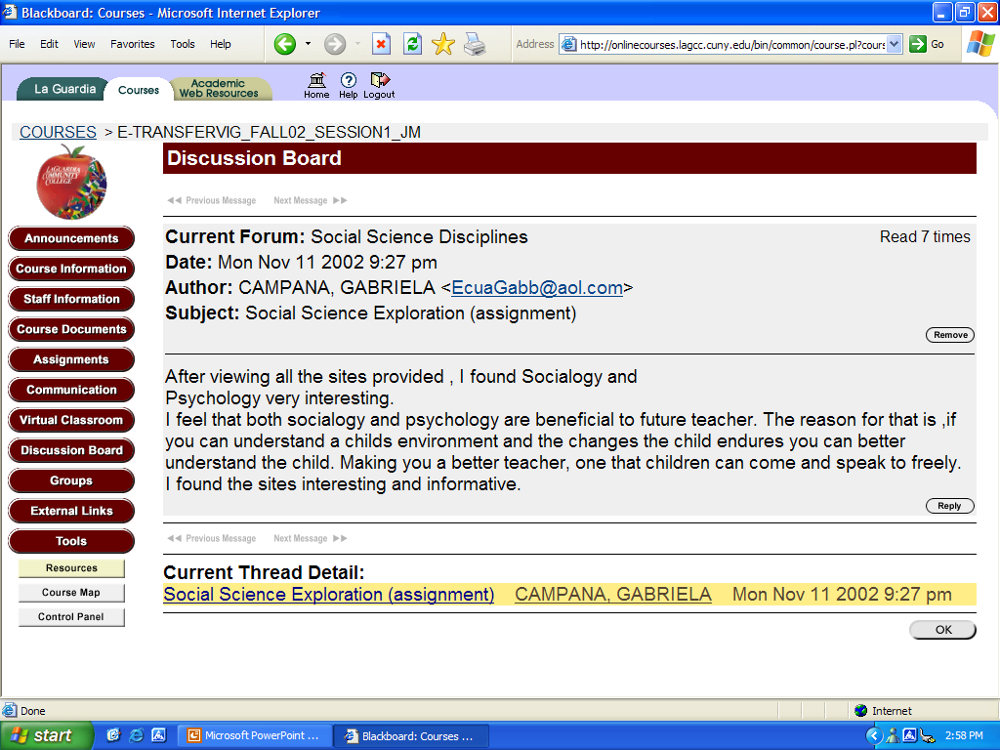 Blackboard: Courses - Microsoft Internet Explorer
File Edit View Favorites Tools Help
Address http://onlinecourses.lagcc.cuny.edu/bin/common/course.pl?cours Go
La Guardia Courses Academic
Web Resources
Home Help Logout
COURSES > E-TRANSFERVIG_FALL02_SESSION1_JM
LAGUARDIA
COMMUNITY
COLLEGE
Announcements
Course Information
Staff Information
Course Documents
Assignments
Communication
Virtual Classroom
Discussion Board
Groups
External Links
Tools
Resources
Course Map
Control Panel
Discussion Board
Previous Message Next Message
Current Forum: Social Science Disciplines Read 7 times
Date: Mon Nov 11 2002 9:27 pm
Author: CAMPANA, GABRIELA <EcuaGabb@aol.com>
Subject: Social Science Exploration (assignment)
Remove
After viewing all the sites provided , I found Socialogy and
Psychology very interesting.
I feel that both socialogy and psychology are beneficial to future teacher. The reason for that is ,if
you can understand a childs environment and the changes the child endures you can better
understand the child. Making you a better teacher, one that children can come and speak to freely.
I found the sites interesting and informative.
Reply
Previous Message Next Message
Current Thread Detail:
Social Science Exploration (assignment) CAMPANA, GABRIELA Mon Nov 11 2002 9:27 pm
OK
Done Internet
start Microsoft PowerPoint ... Blackboard: Courses ... 2:58 PM